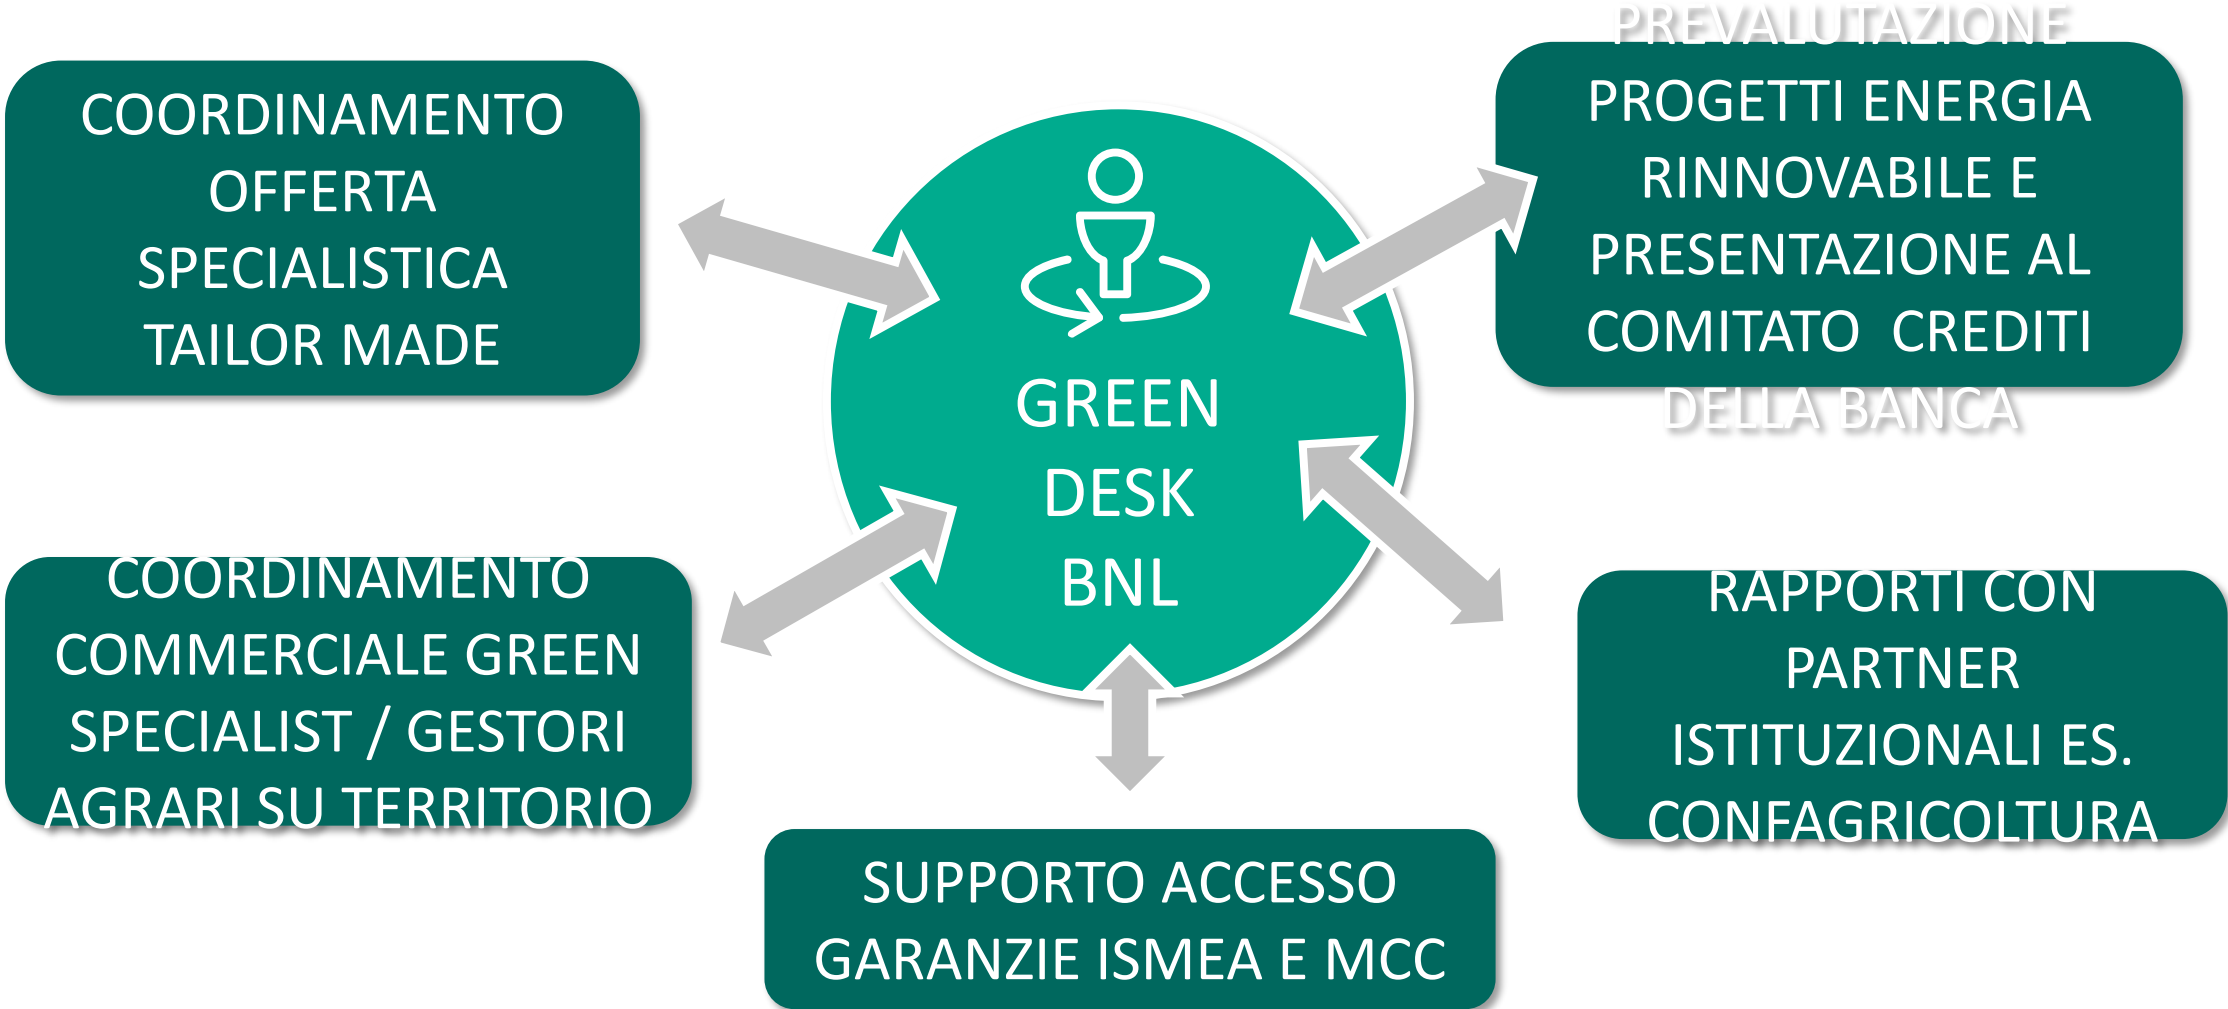 COORDINAMENTO
OFFERTA
SPECIALISTICA
TAILOR MADE
PREVALUTAZIONE
PROGETTI ENERGIA
RINNOVABILE E
PRESENTAZIONE AL
COMITATO CREDITI
DELLA BANCA
GREEN
DESK
BNL
COORDINAMENTO
COMMERCIALE GREEN
SPECIALIST / GESTORI
AGRARI SU TERRITORIO
RAPPORTI CON
PARTNER
ISTITUZIONALI ES.
CONFAGRICOLTURA
SUPPORTO ACCESSO
GARANZIE ISMEA E MCC